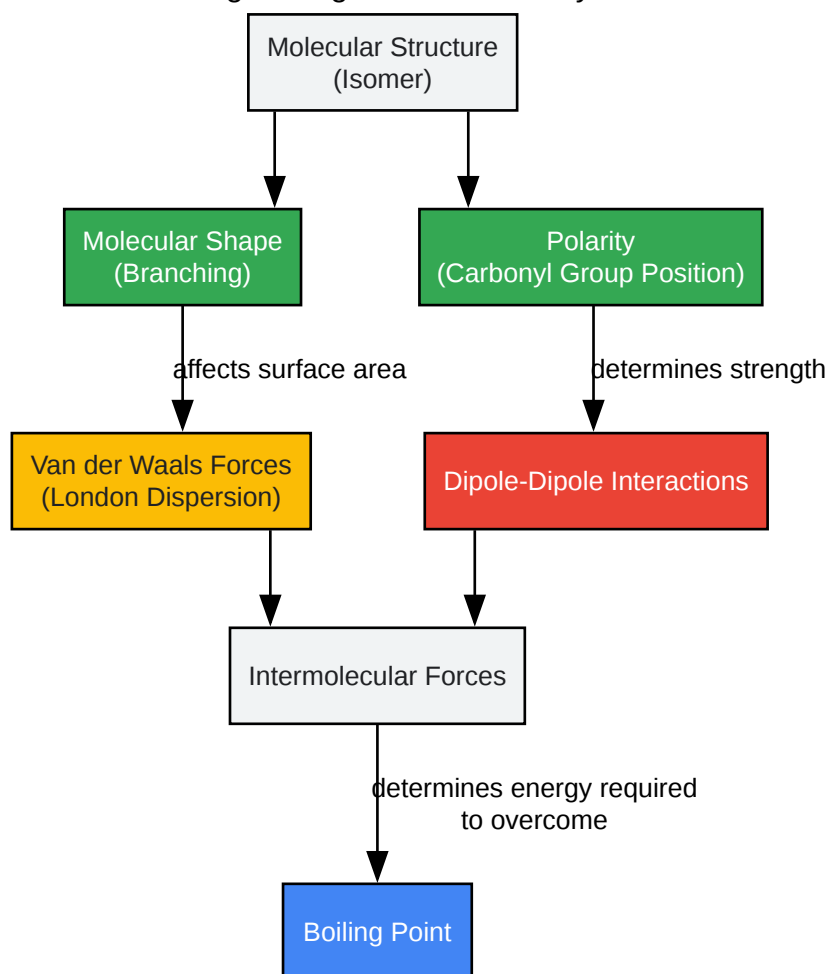 Molecular Structure
(Isomer)
Molecular Shape
(Branching)
Polarity
(Carbonyl Group Position)
affects surface area
determines strength
Van der Waals Forces
(London Dispersion)
Dipole-Dipole Interactions
Intermolecular Forces
determines energy required
to overcome
Boiling Point